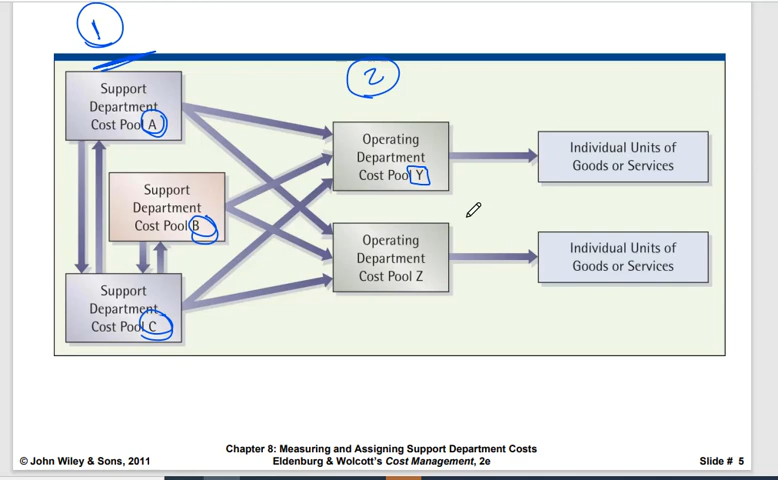 1
2
Support
Department
Cost Pool A
Support
Department
Cost Pool B
Support
Department
Cost Pool C
Operating
Department
Cost Pool Y
Operating
Department
Cost Pool Z
Individual Units of
Goods or Services
Individual Units of
Goods or Services
Chapter 8: Measuring and Assigning Support Department Costs
© John Wiley & Sons, 2011
Eldenburg & Wolcott's Cost Management, 2e
Slide # 5